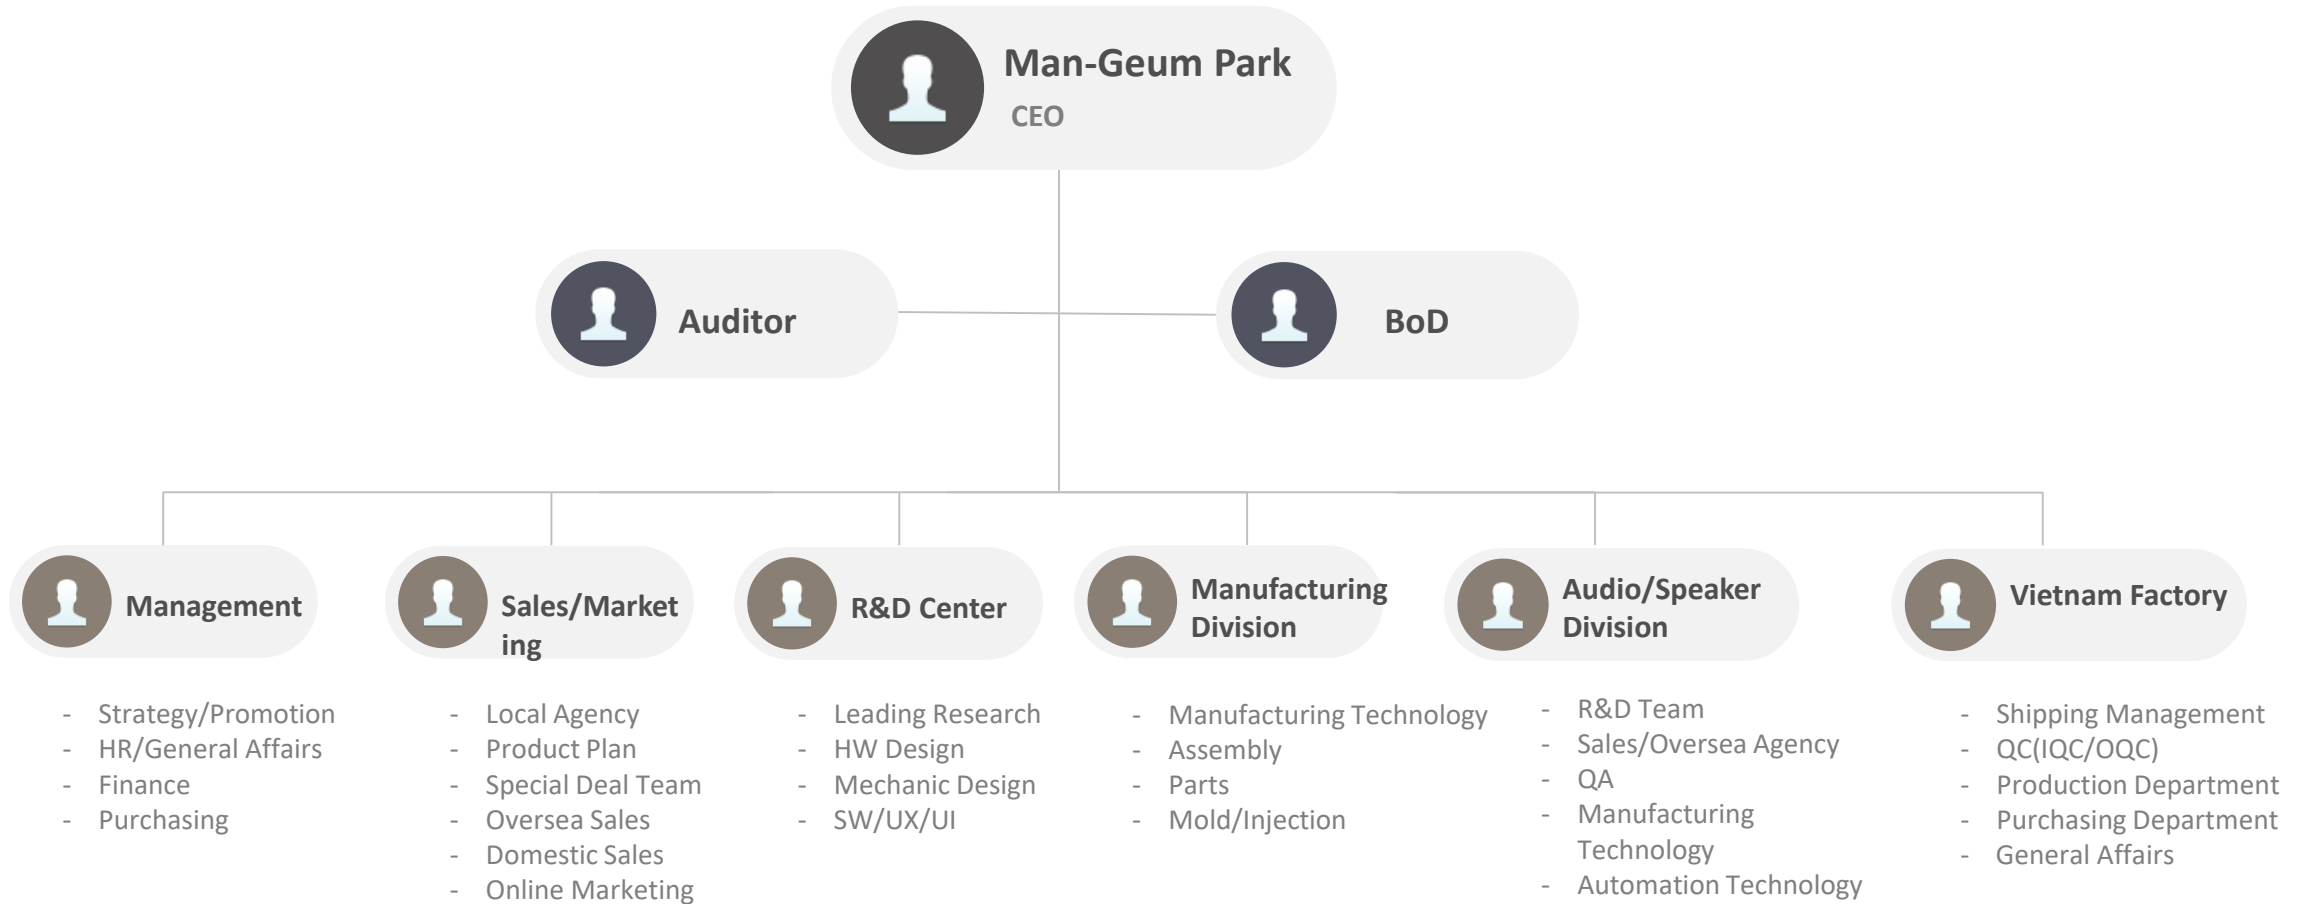 Man-Geum Park
CEO
Auditor
BoD
Management
- Strategy/Promotion
- HR/General Affairs
- Finance
- Purchasing
Sales/Market
ing
- Local Agency
- Product Plan
- Special Deal Team
- Oversea Sales
- Domestic Sales
- Online Marketing
R&D Center
- Leading Research
- HW Design
- Mechanic Design
- SW/UX/UI
Manufacturing
Division
- Manufacturing Technology
- Assembly
- Parts
- Mold/Injection
Audio/Speaker
Division
- R&D Team
- Sales/Oversea Agency
- QA
- Manufacturing
Technology
- Automation Technology
Vietnam Factory
- Shipping Management
- QC(IQC/OQC)
- Production Department
- Purchasing Department
- General Affairs